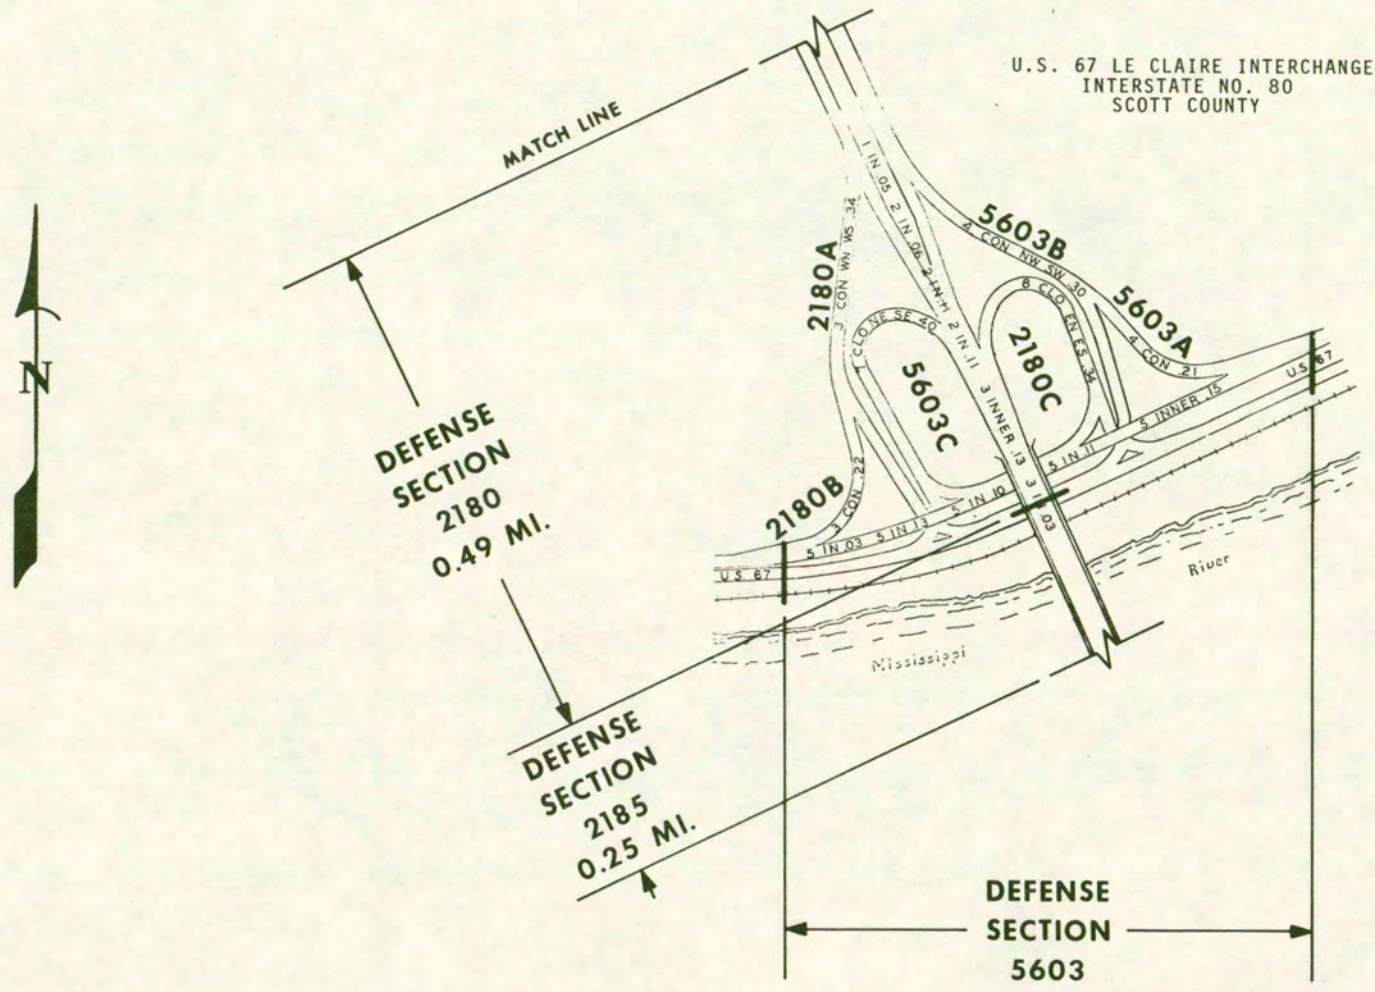 U.S. 67 LE CLAIRE INTERCHANGE
INTERSTATE NO. 80
SCOTT COUNTY
MATCH LINE
N
1 IN .05
2 IN .06
2 IN .11
2 IN .11
3 INNER .13
3 I .03
2180A
3 CON WN WS .34
5603B
4 CON NW SW .30
5603A
4 CON .21
8 CLO EN ES .34
2180C
CLO NE SE .40
5603C
2180B
3 CON .22
5 IN .03
5 IN .13
5 IN .10
5 IN .11
5 INNER .15
U.S. 67
U.S. 67
River
Mississippi
DEFENSE
SECTION
2180
0.49 MI.
DEFENSE
SECTION
2185
0.25 MI.
DEFENSE
SECTION
5603